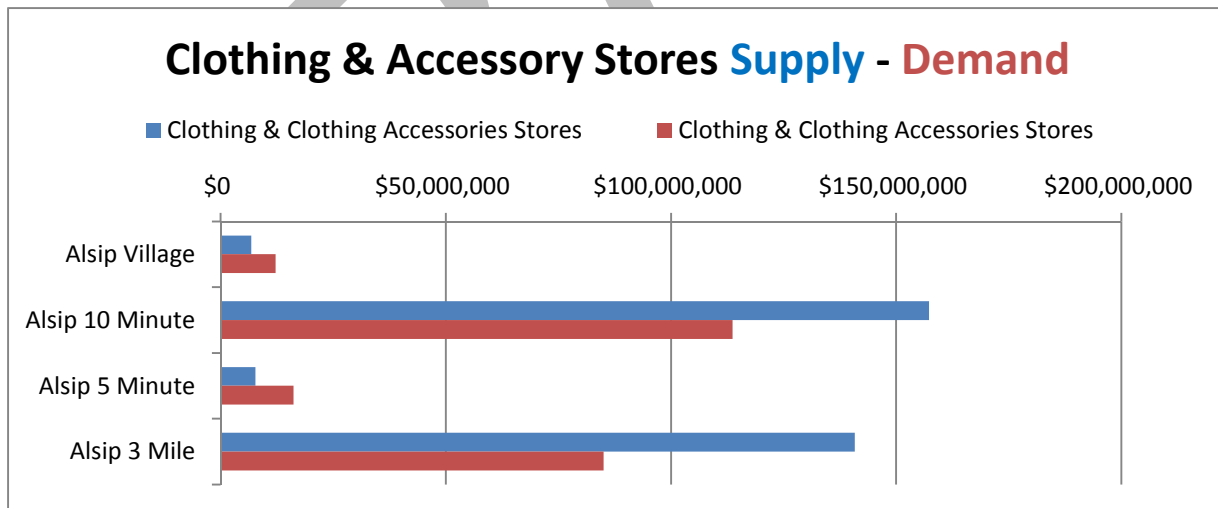 Clothing & Accessory Stores Supply - Demand
Clothing & Clothing Accessories Stores Clothing & Clothing Accessories Stores
$0 $50,000,000 $100,000,000 $150,000,000 $200,000,000
Alsip Village
Alsip 10 Minute
Alsip 5 Minute
Alsip 3 Mile